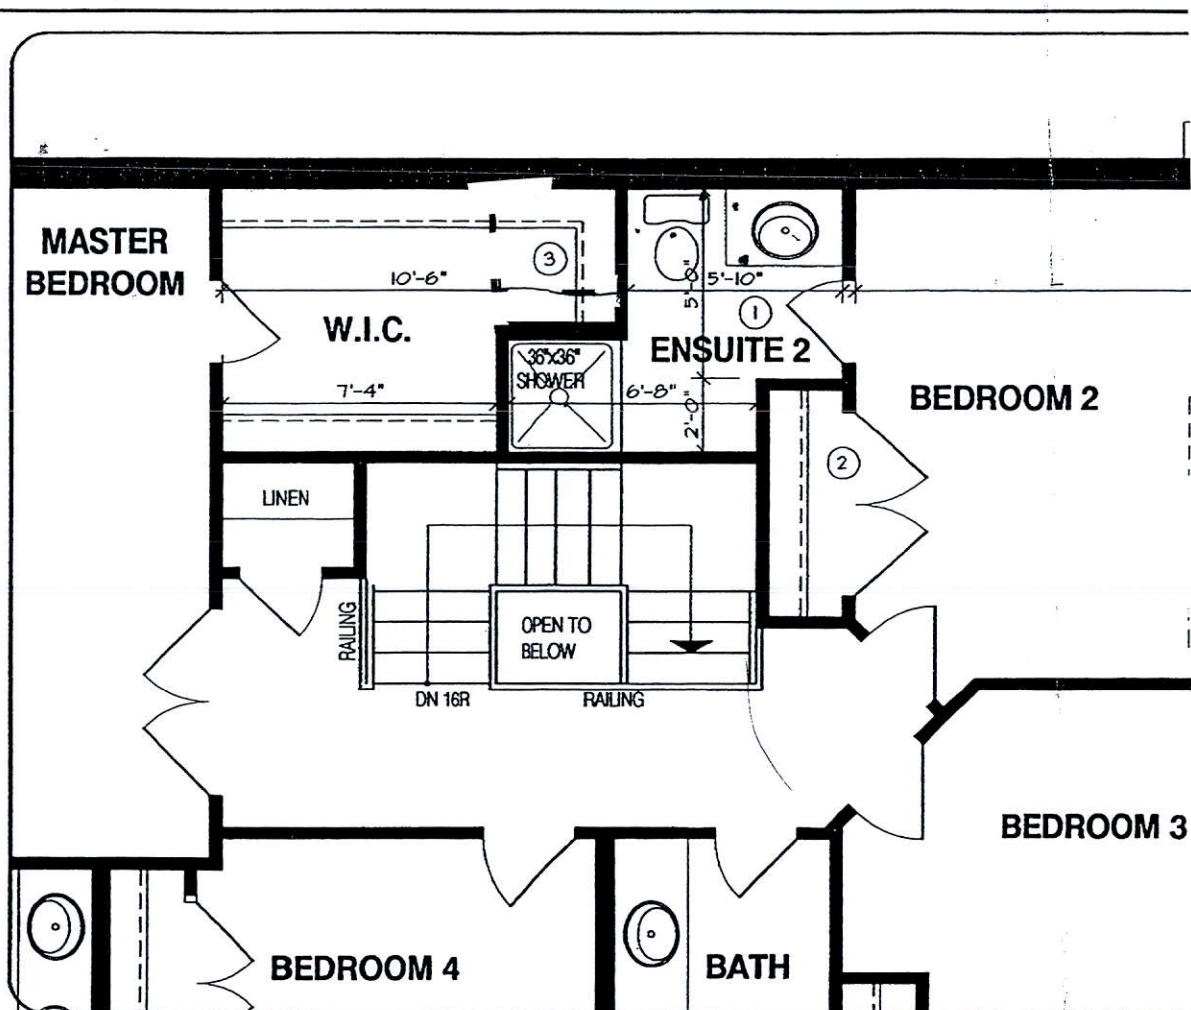 MASTER
BEDROOM
10'-6"
3
W.I.C.
7'-4"
36"x36"
SHOWER
5'-0"
5'-10"
1
ENSUITE 2
6'-8"
2'-0"
BEDROOM 2
2
LINEN
RAILING
OPEN TO
BELOW
DN 16R
RAILING
BEDROOM 3
BEDROOM 4
BATH